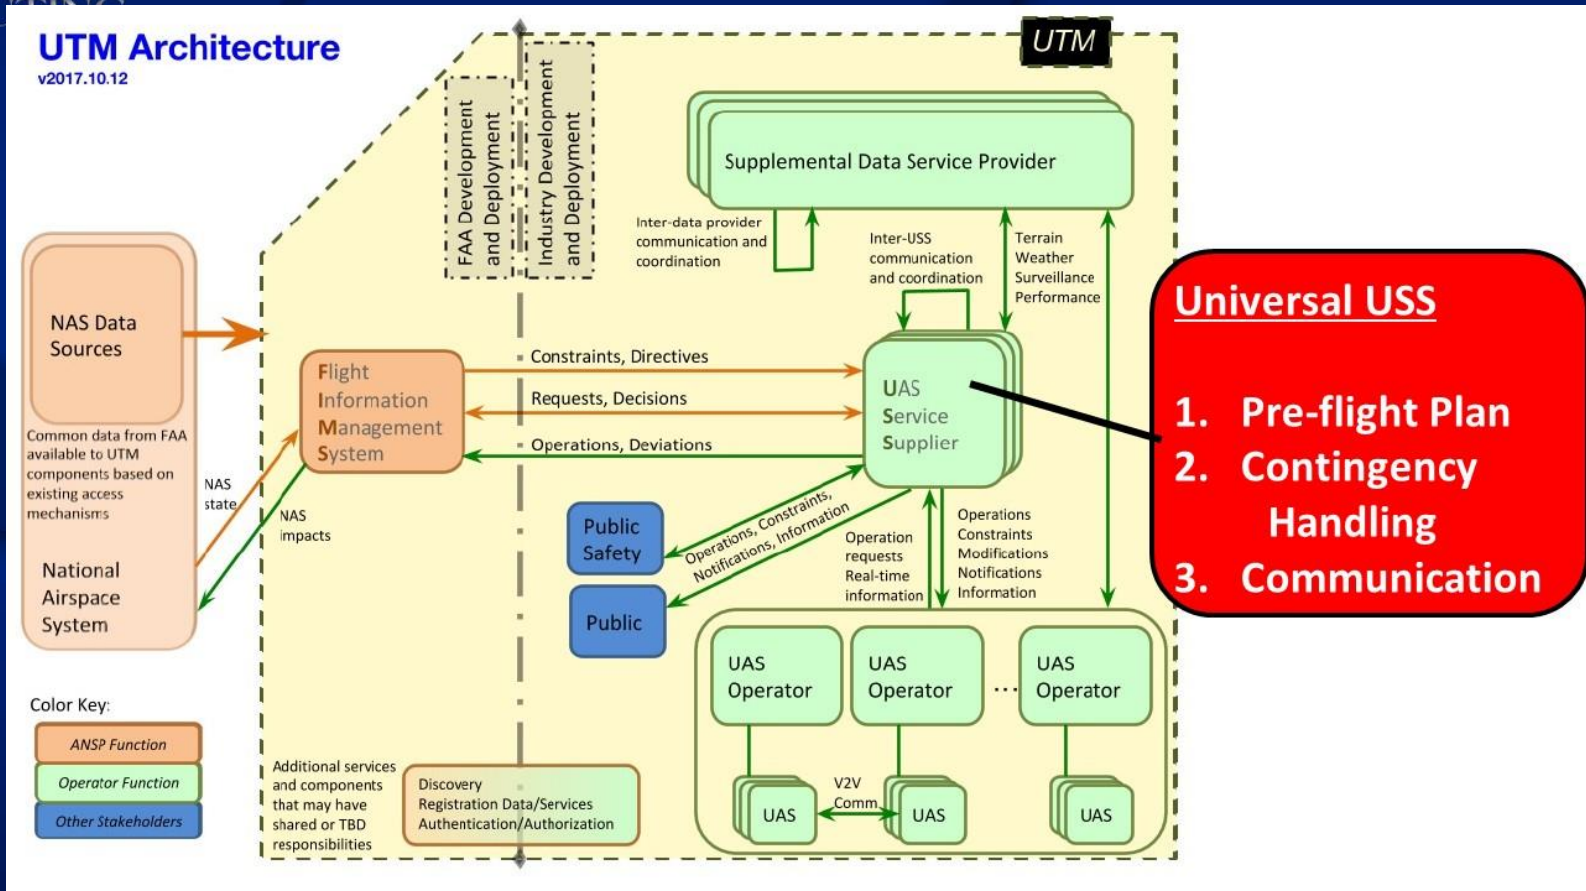 UTM Architecture
v2017.10.12
UTM
FAA Development
and Deployment
Industry Development
and Deployment
Supplemental Data Service Provider
Inter-data provider
communication and
coordination
Inter-USS
communication
and coordination
Terrain
Weather
Surveillance
Performance
NAS Data
Sources
Common data from FAA
available to UTM
components based on
existing access
mechanisms
National
Airspace
System
NAS
state
NAS
impacts
Flight
Information
Management
System
Constraints, Directives
Requests, Decisions
Operations, Deviations
UAS
Service
Supplier
Universal USS
1. Pre-flight Plan
2. Contingency
Handling
3. Communication
Public
Safety
Public
Operations, Constraints,
Notifications, Information
Operation
requests
Real-time
information
Operations
Constraints
Modifications
Notifications
Information
UAS
Operator
UAS
Operator
...
UAS
Operator
UAS
V2V
Comm
UAS
UAS
Color Key:
ANSP Function
Operator Function
Other Stakeholders
Additional services
and components
that may have
shared or TBD
responsibilities
Discovery
Registration Data/Services
Authentication/Authorization